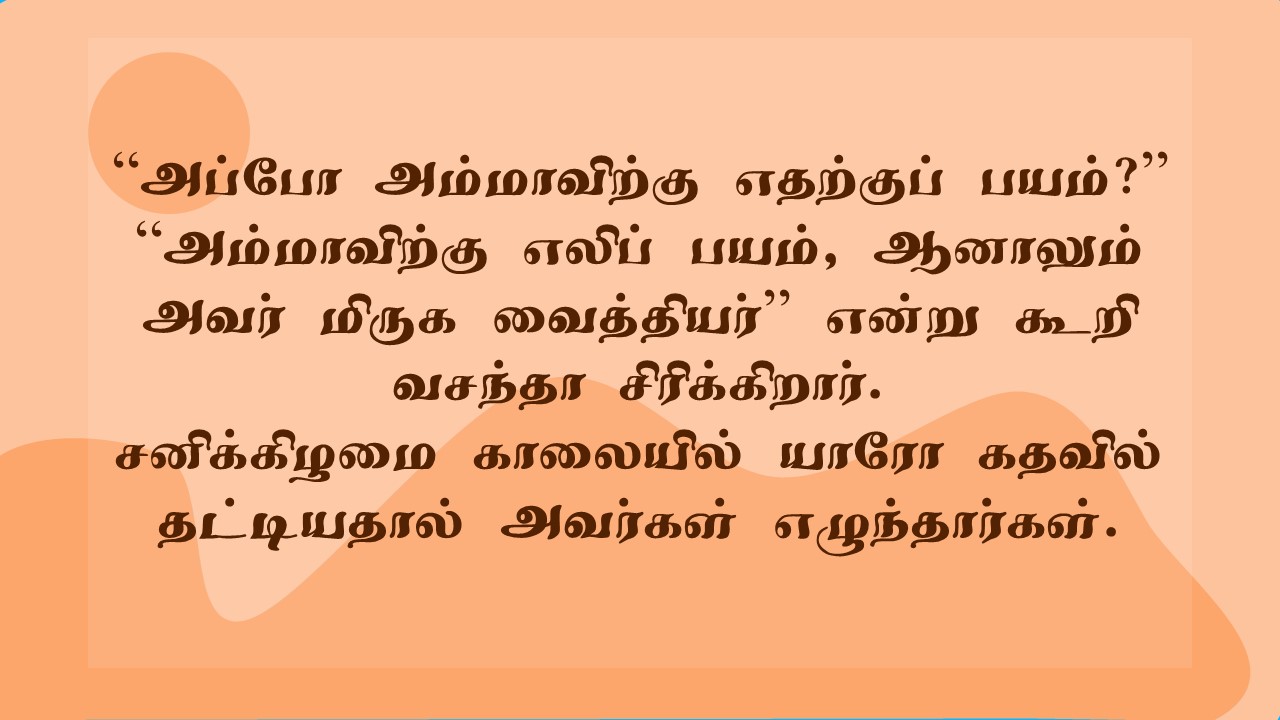 “அப்போ அம்மாவிற்கு எதற்குப் பயம்?”
“அம்மாவிற்கு எலிப் பயம், ஆனாலும்
அவர் மிருக வைத்தியர்” என்று கூறி
வசந்தா சிரிக்கிறார்.
சனிக்கிழமை காலையில் யாரோ கதவில்
தட்டியதால் அவர்கள் எழுந்தார்கள்.